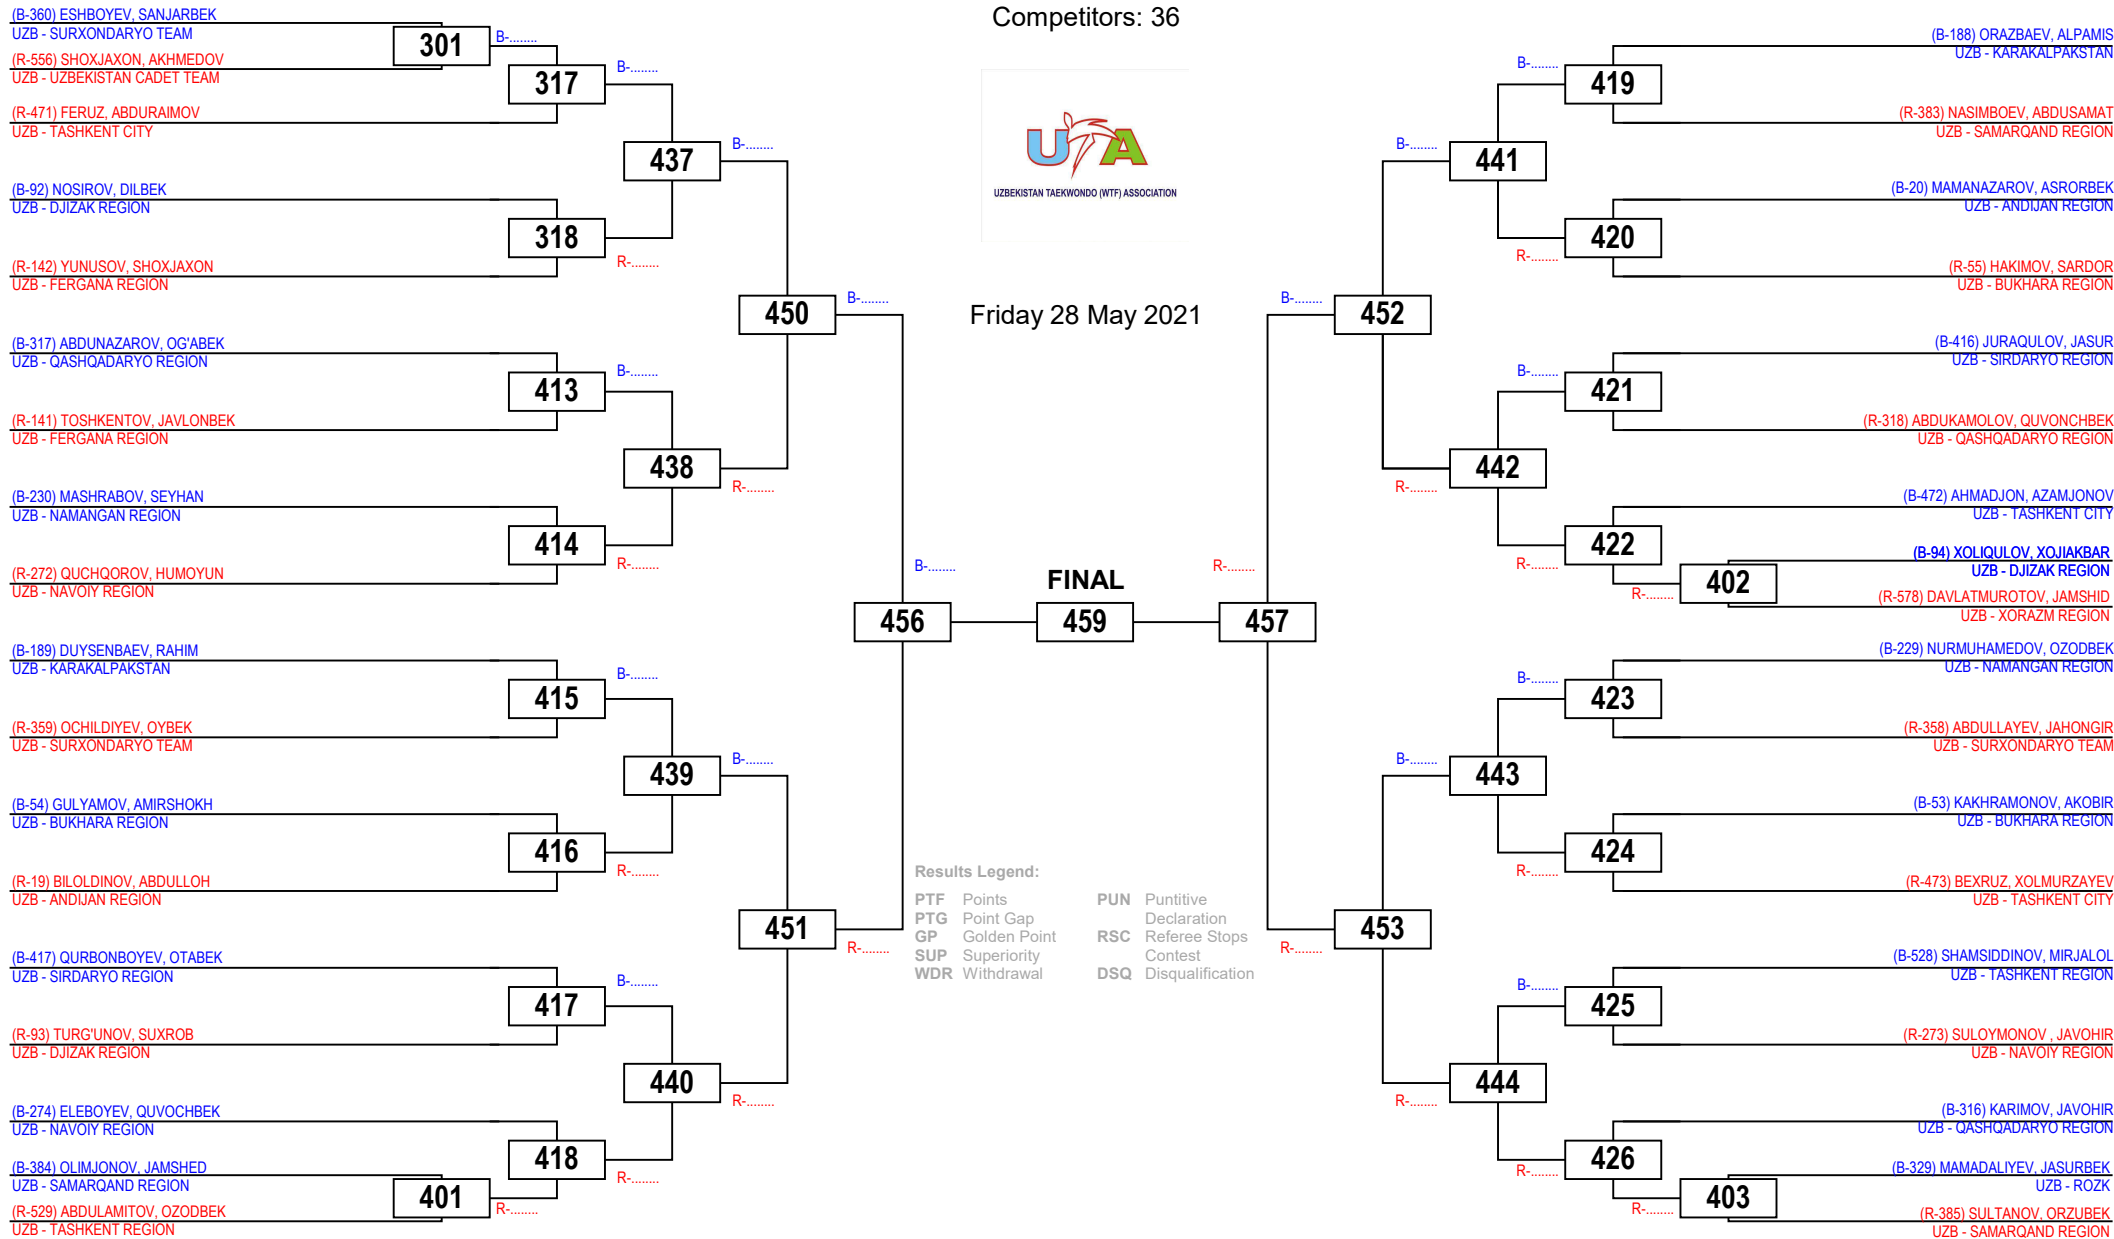 Competitors: 36
UTA
UZBEKISTAN TAEKWONDO (WTF) ASSOCIATION
Friday 28 May 2021
(B-360) ESHBOYEV, SANJARBEK
UZB - SURXONDARYO TEAM
301
B-........
(R-556) SHOXJAXON, AKHMEDOV
UZB - UZBEKISTAN CADET TEAM
317
B-........
(R-471) FERUZ, ABDURAIMOV
UZB - TASHKENT CITY
437
B-........
(B-92) NOSIROV, DILBEK
UZB - DJIZAK REGION
318
R-........
(R-142) YUNUSOV, SHOXJAXON
UZB - FERGANA REGION
450
B-........
(B-317) ABDUNAZAROV, OG'ABEK
UZB - QASHQADARYO REGION
413
B-........
(R-141) TOSHKENTOV, JAVLONBEK
UZB - FERGANA REGION
438
R-........
(B-230) MASHRABOV, SEYHAN
UZB - NAMANGAN REGION
414
R-........
(R-272) QUCHQOROV, HUMOYUN
UZB - NAVOIY REGION
B-........
456
(B-189) DUYSENBAEV, RAHIM
UZB - KARAKALPAKSTAN
415
B-........
(R-359) OCHILDIYEV, OYBEK
UZB - SURXONDARYO TEAM
439
B-........
(B-54) GULYAMOV, AMIRSHOKH
UZB - BUKHARA REGION
416
R-........
(R-19) BILOLDINOV, ABDULLOH
UZB - ANDIJAN REGION
451
R-........
(B-417) QURBONBOYEV, OTABEK
UZB - SIRDARYO REGION
417
B-........
(R-93) TURG'UNOV, SUXROB
UZB - DJIZAK REGION
440
R-........
(B-274) ELEBOYEV, QUVOCHBEK
UZB - NAVOIY REGION
418
R-........
(B-384) OLIMJONOV, JAMSHED
UZB - SAMARQAND REGION
401
R-........
(R-529) ABDULAMITOV, OZODBEK
UZB - TASHKENT REGION
FINAL
459
Results Legend:
PTF Points
PTG Point Gap
GP Golden Point
SUP Superiority
WDR Withdrawal
PUN Puntitive
Declaration
RSC Referee Stops
Contest
DSQ Disqualification
(B-188) ORAZBAEV, ALPAMIS
UZB - KARAKALPAKSTAN
B-........
419
(R-383) NASIMBOEV, ABDUSAMAT
UZB - SAMARQAND REGION
B-........
441
(B-20) MAMANAZAROV, ASRORBEK
UZB - ANDIJAN REGION
420
R-........
(R-55) HAKIMOV, SARDOR
UZB - BUKHARA REGION
B-........
452
(B-416) JURAQULOV, JASUR
UZB - SIRDARYO REGION
B-........
421
(R-318) ABDUKAMOLOV, QUVONCHBEK
UZB - QASHQADARYO REGION
442
R-........
(B-472) AHMADJON, AZAMJONOV
UZB - TASHKENT CITY
422
R-........
(B-94) XOLIQULOV, XOJIAKBAR
UZB - DJIZAK REGION
402
R-........
(R-578) DAVLATMUROTOV, JAMSHID
UZB - XORAZM REGION
R-........
457
(B-229) NURMUHAMEDOV, OZODBEK
UZB - NAMANGAN REGION
B-........
423
(R-358) ABDULLAYEV, JAHONGIR
UZB - SURXONDARYO TEAM
B-........
443
(B-53) KAKHRAMONOV, AKOBIR
UZB - BUKHARA REGION
424
R-........
(R-473) BEXRUZ, XOLMURZAYEV
UZB - TASHKENT CITY
453
R-........
(B-528) SHAMSIDDINOV, MIRJALOL
UZB - TASHKENT REGION
B-........
425
(R-273) SULOYMONOV , JAVOHIR
UZB - NAVOIY REGION
444
R-........
(B-316) KARIMOV, JAVOHIR
UZB - QASHQADARYO REGION
426
R-........
(B-329) MAMADALIYEV, JASURBEK
UZB - ROZK
403
R-........
(R-385) SULTANOV, ORZUBEK
UZB - SAMARQAND REGION